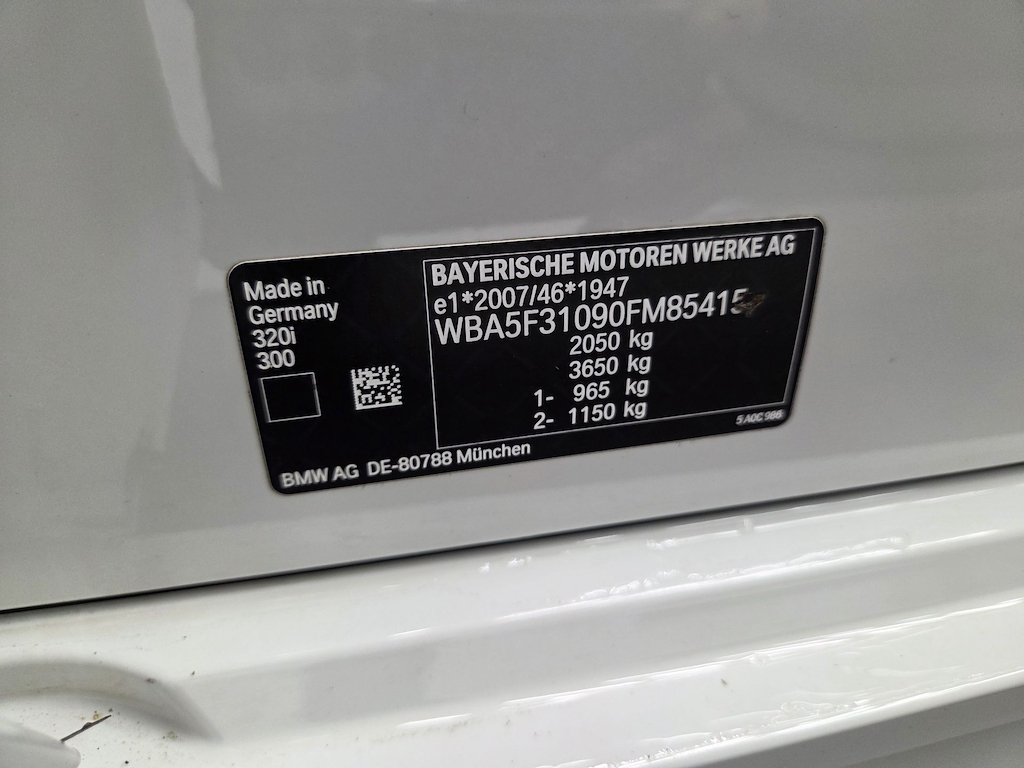 Made in
Germany
320i
300
BAYERISCHE MOTOREN WERKE AG
e1*2007/46*1947
2050 kg
3650 kg
1- 965 kg
2- 1150 kg
5 A0C 986
BMW AG DE-80788 München